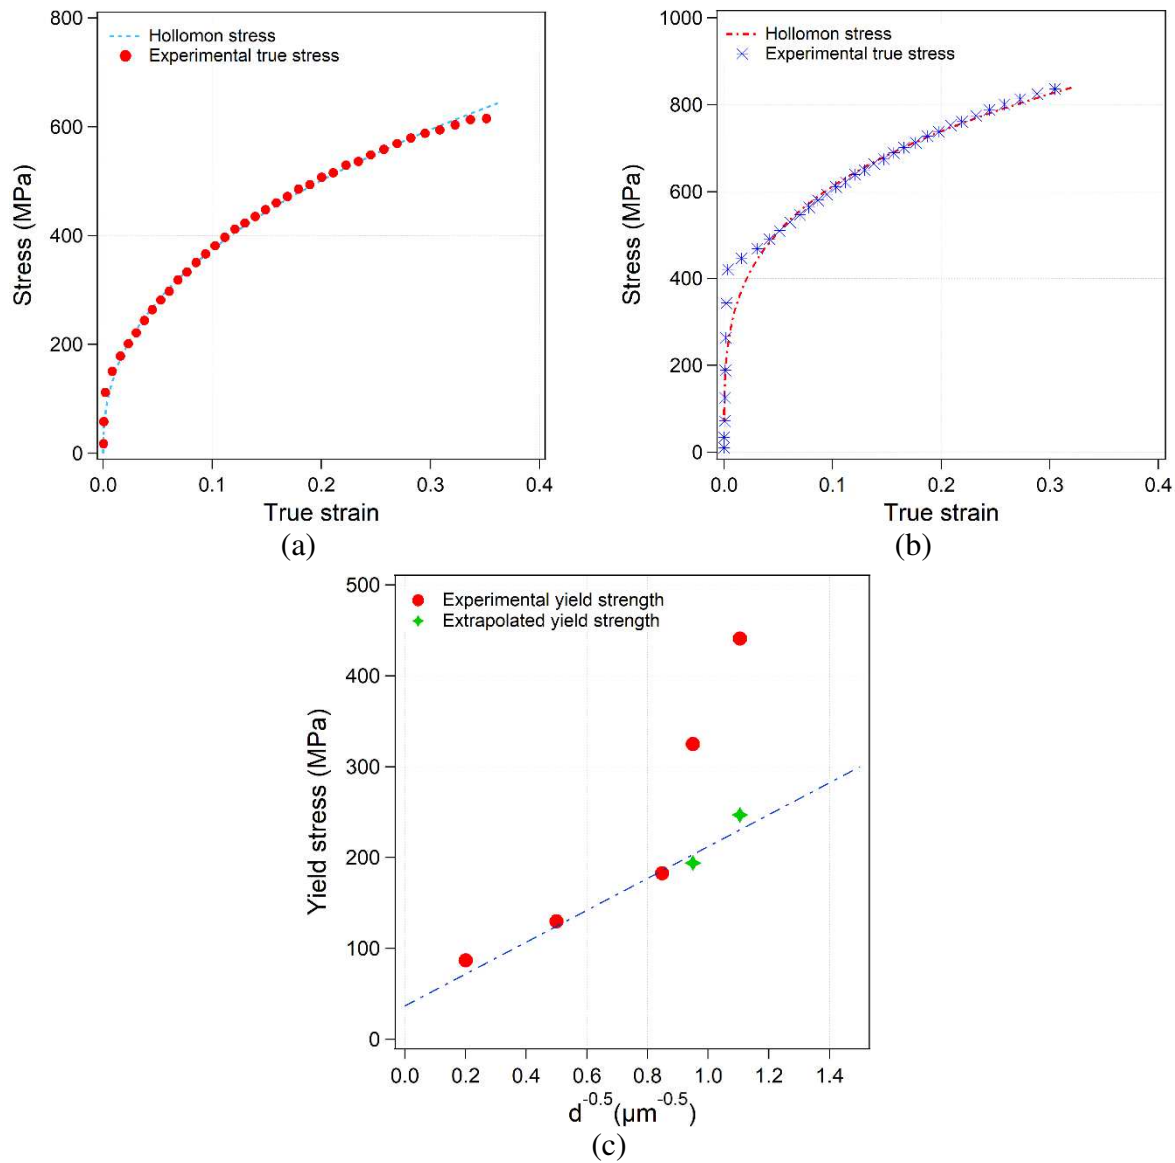 800
600
400
200
0
Stress (MPa)
Hollomon stress
Experimental true stress
0.0 0.1 0.2 0.3 0.4
True strain
(a)
1000
800
600
400
200
0
Stress (MPa)
Hollomon stress
Experimental true stress
0.0 0.1 0.2 0.3 0.4
True strain
(b)
500
400
300
200
100
0
Yield stress (MPa)
Experimental yield strength
Extrapolated yield strength
0.0 0.2 0.4 0.6 0.8 1.0 1.2 1.4
d⁻⁰·⁵(µm⁻⁰·⁵)
(c)